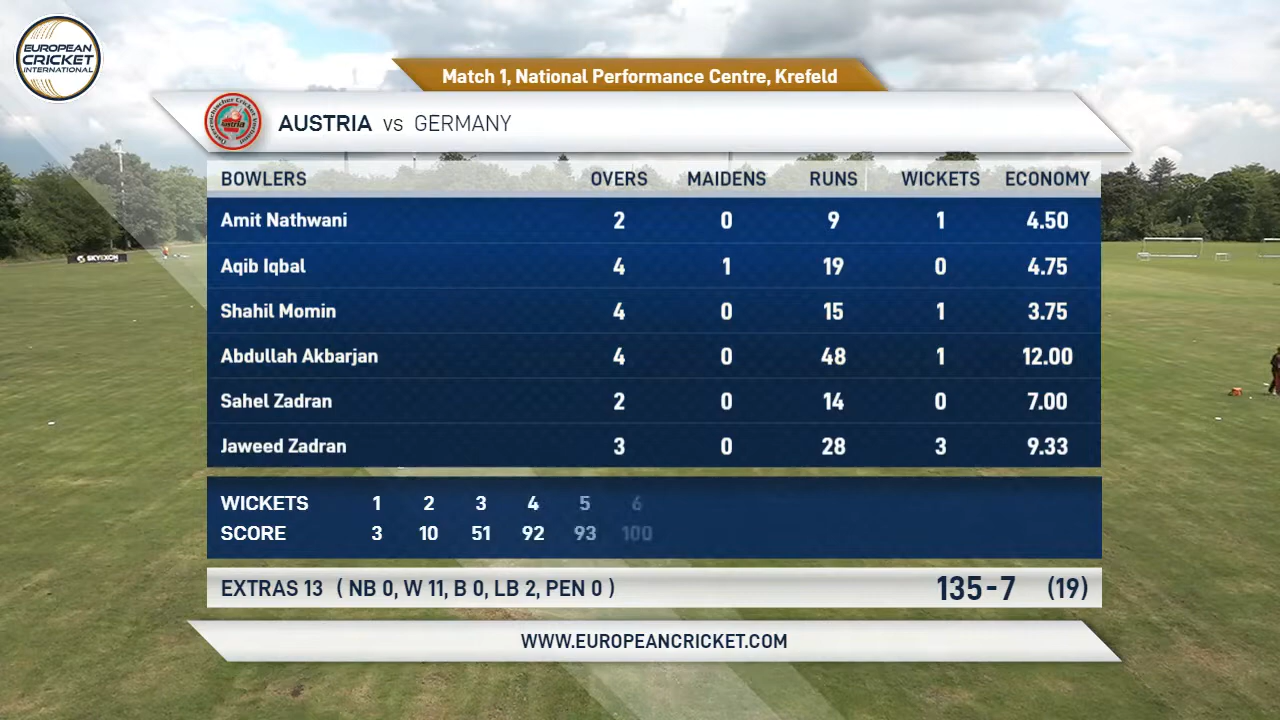 EUROPEAN
CRICKET
INTERNATIONAL
Match 1, National Performance Centre, Krefeld
AUSTRIA vs GERMANY
BOWLERS OVERS MAIDENS RUNS WICKETS ECONOMY
Amit Nathwani 2 0 9 1 4.50
Aqib Iqbal 4 1 19 0 4.75
Shahil Momin 4 0 15 1 3.75
Abdullah Akbarjan 4 0 48 1 12.00
Sahel Zadran 2 0 14 0 7.00
Jaweed Zadran 3 0 28 3 9.33
WICKETS 1 2 3 4 5 6
SCORE 3 10 51 92 93 100
EXTRAS 13 ( NB 0, W 11, B 0, LB 2, PEN 0 ) 135-7 (19)
WWW.EUROPEANCRICKET.COM